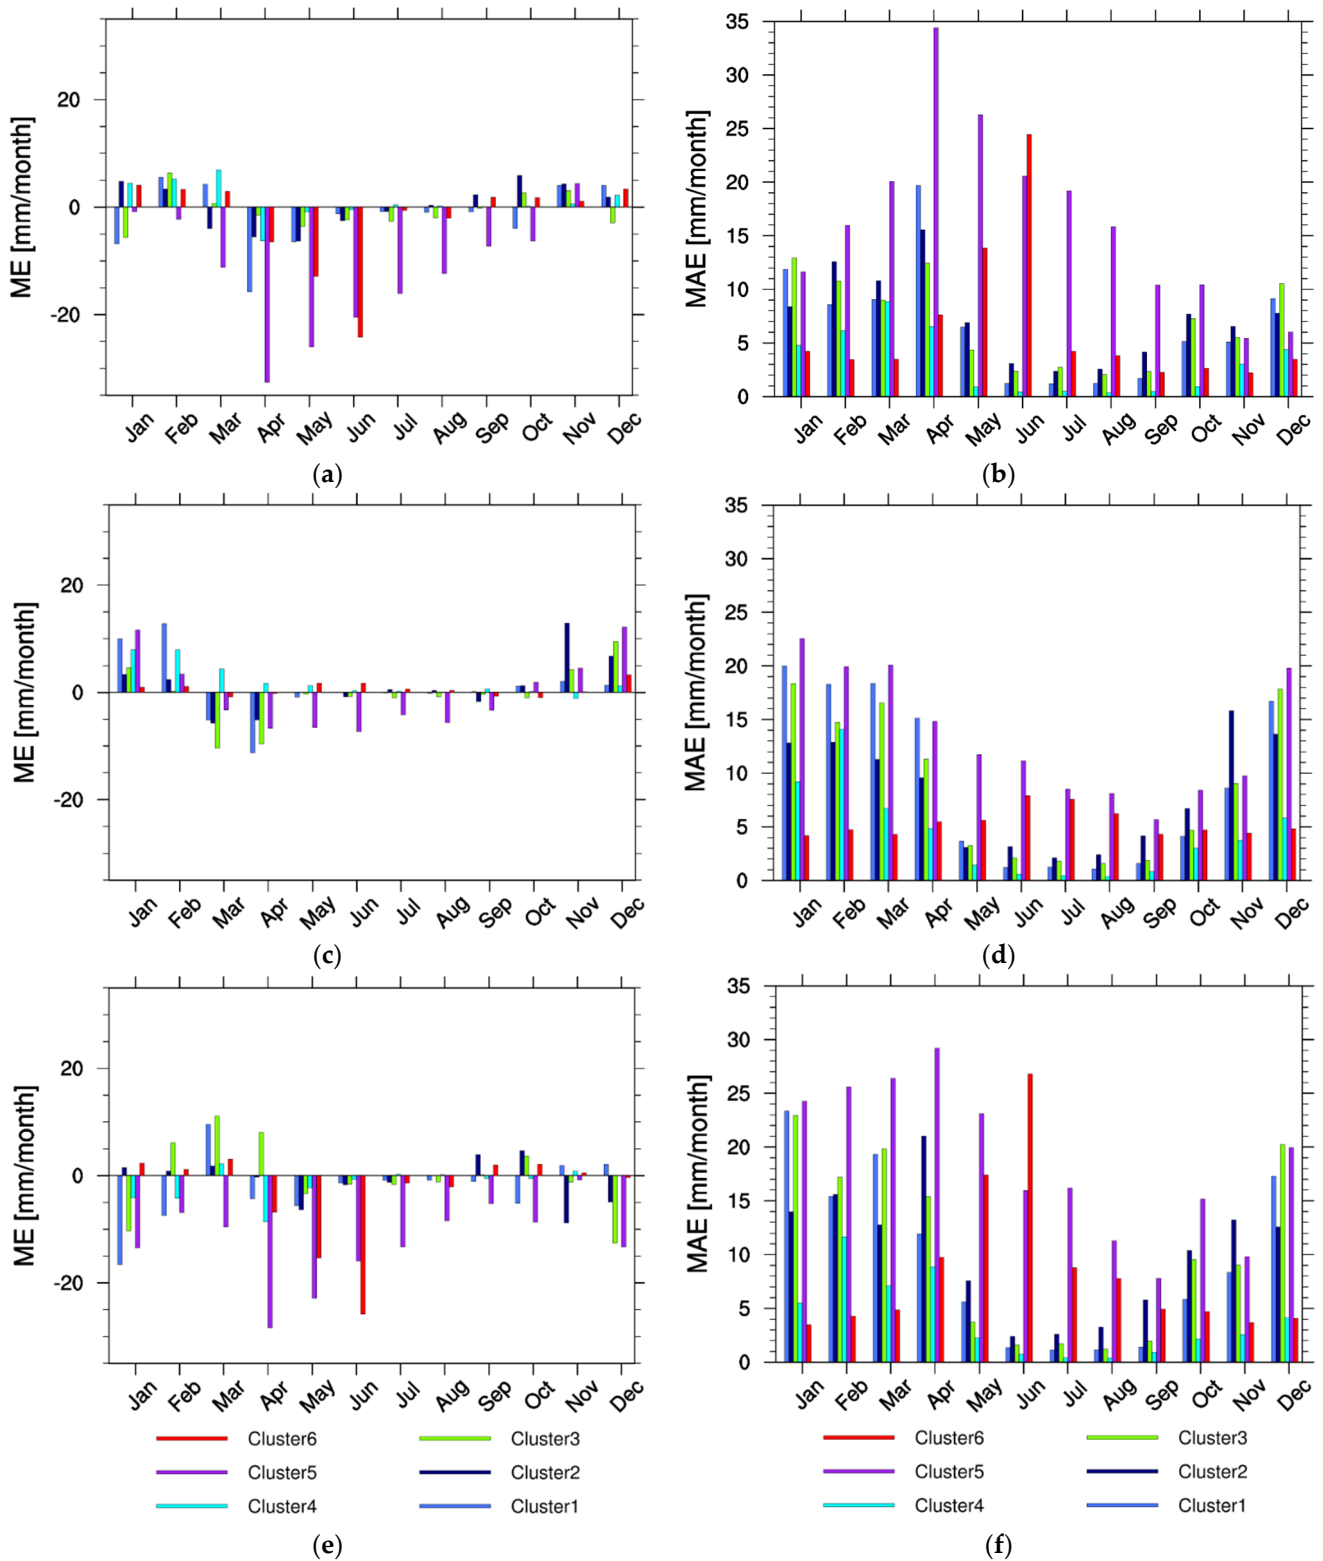 20
0
-20
ME [mm/month]
Jan Feb Mar Apr May Jun Jul Aug Sep Oct Nov Dec
(a)
35
30
25
20
15
10
5
0
MAE [mm/month]
Jan Feb Mar Apr May Jun Jul Aug Sep Oct Nov Dec
(b)
20
0
-20
ME [mm/month]
Jan Feb Mar Apr May Jun Jul Aug Sep Oct Nov Dec
(c)
35
30
25
20
15
10
5
0
MAE [mm/month]
Jan Feb Mar Apr May Jun Jul Aug Sep Oct Nov Dec
(d)
20
0
-20
ME [mm/month]
Jan Feb Mar Apr May Jun Jul Aug Sep Oct Nov Dec
Cluster6 Cluster3
Cluster5 Cluster2
Cluster4 Cluster1
(e)
35
30
25
20
15
10
5
0
MAE [mm/month]
Jan Feb Mar Apr May Jun Jul Aug Sep Oct Nov Dec
Cluster6 Cluster3
Cluster5 Cluster2
Cluster4 Cluster1
(f)